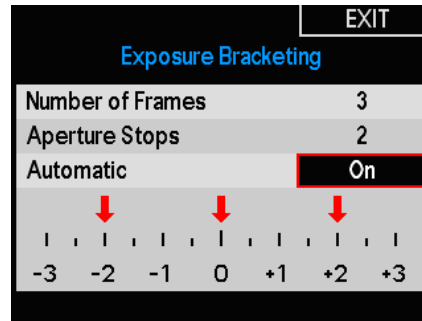 EXIT
Exposure Bracketing
Number of Frames 3
Aperture Stops 2
Automatic On
-3 -2 -1 0 +1 +2 +3